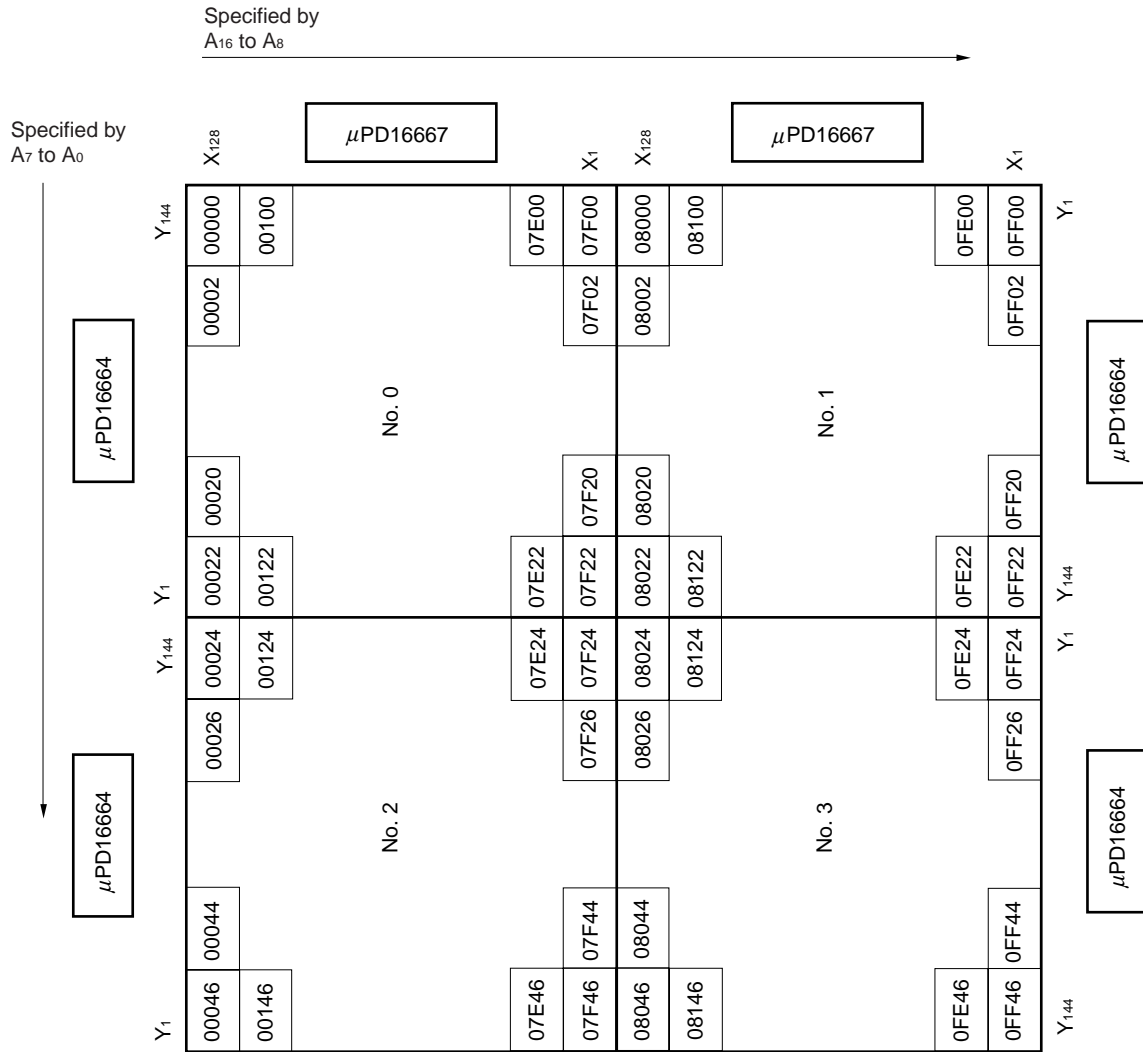 Specified by
A16 to A8
Specified by
A7 to A0
X128
μPD16667
X1
X128
μPD16667
X1
Y144
00000
00100
07E00
07F00
08000
08100
0FE00
0FF00
Y1
00002
07F02
08002
0FF02
μPD16664
No. 0
No. 1
μPD16664
00020
07F20
08020
0FF20
Y1
00022
00122
07E22
07F22
08022
08122
0FE22
0FF22
Y144
Y144
00024
00124
07E24
07F24
08024
08124
0FE24
0FF24
Y1
00026
07F26
08026
0FF26
μPD16664
No. 2
No. 3
μPD16664
00044
07F44
08044
0FF44
Y1
00046
00146
07E46
07F46
08046
08146
0FE46
0FF46
Y144